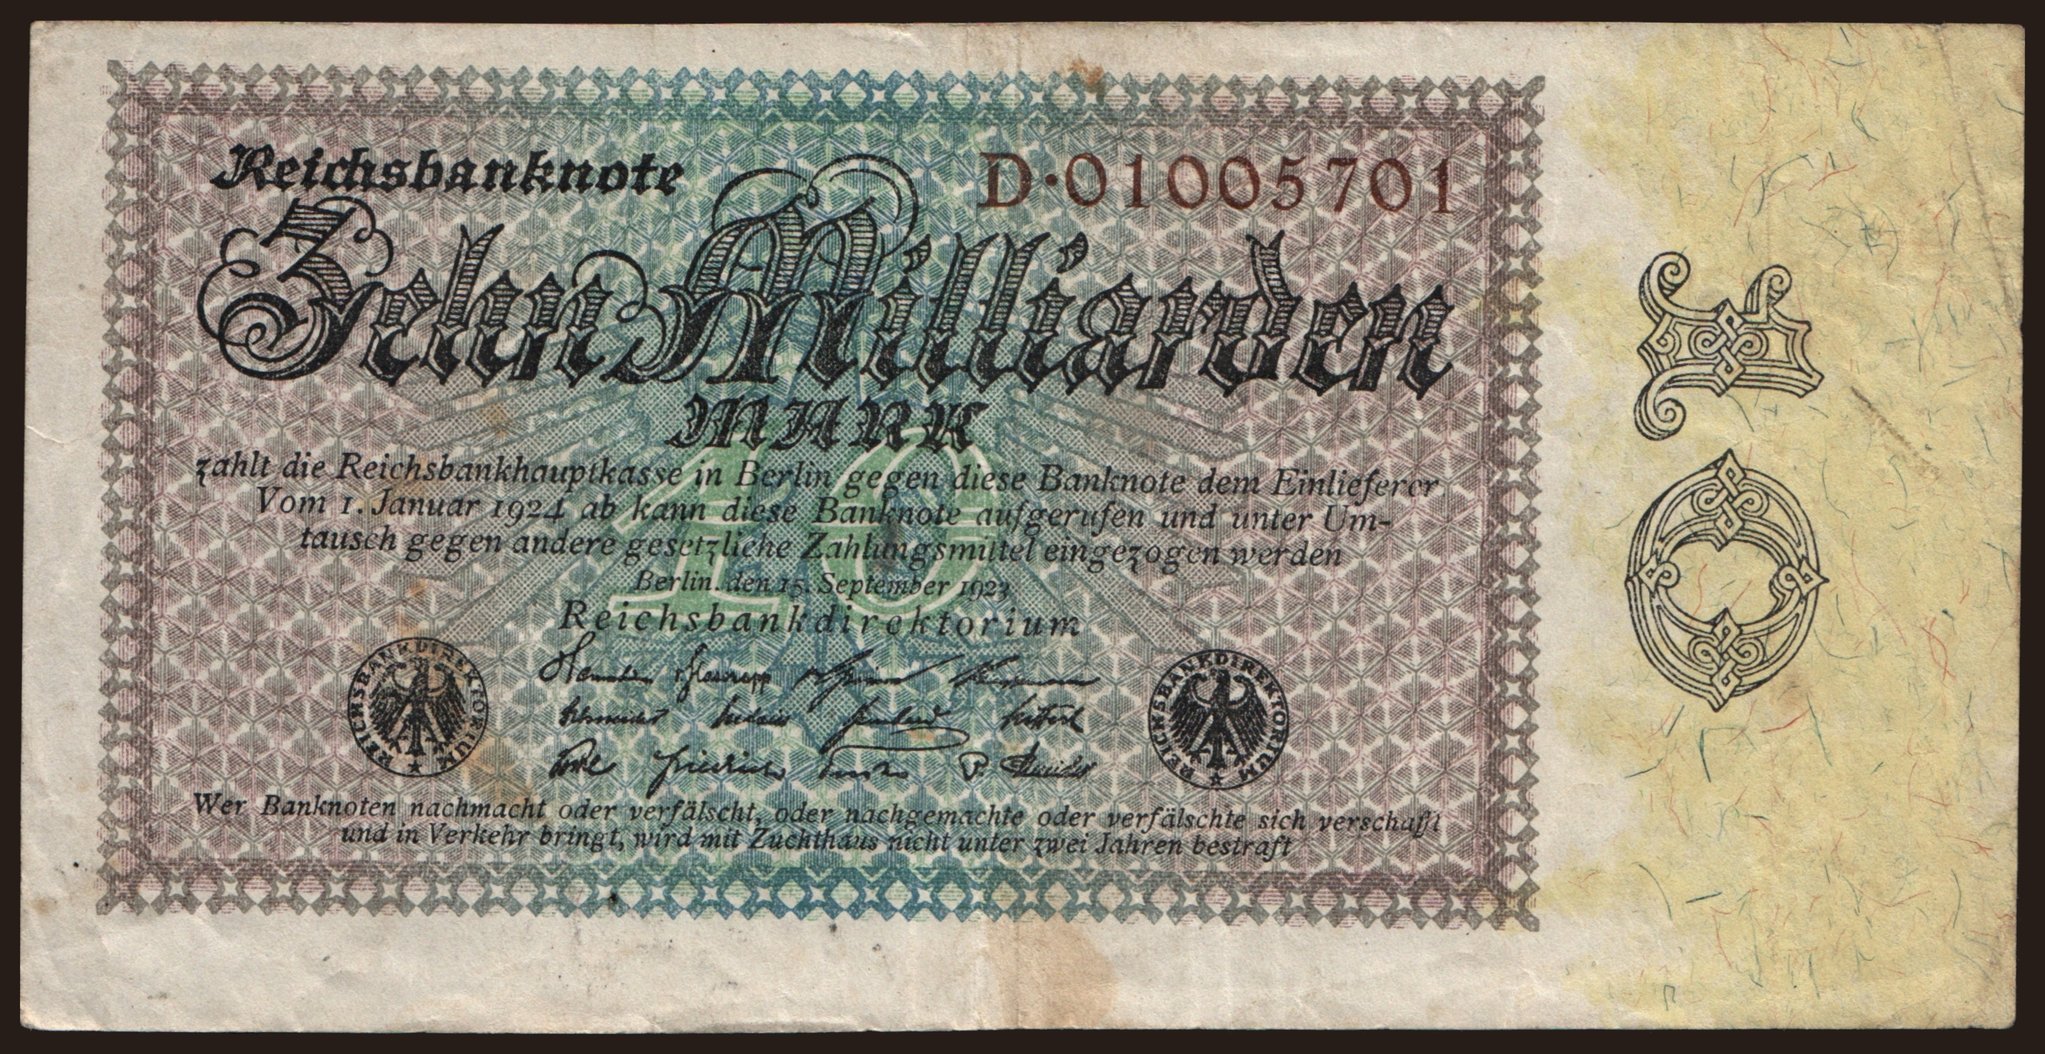 Reichsbanknote
D·01005701
Zehn Milliarden
MARK
10
zahlt die Reichsbankhauptkasse in Berlin gegen diese Banknote dem Einlieferer
Vom 1. Januar 1924 ab kann diese Banknote aufgerufen und unter Um-
tausch gegen andere gesetzliche Zahlungsmittel eingezogen werden
Berlin, den 15. September 1923
Reichsbankdirektorium
REICHSBANKDIREKTORIUM
REICHSBANKDIREKTORIUM
Wer Banknoten nachmacht oder verfälscht, oder nachgemachte oder verfälschte sich verschafft
und in Verkehr bringt, wird mit Zuchthaus nicht unter zwei Jahren bestraft
10